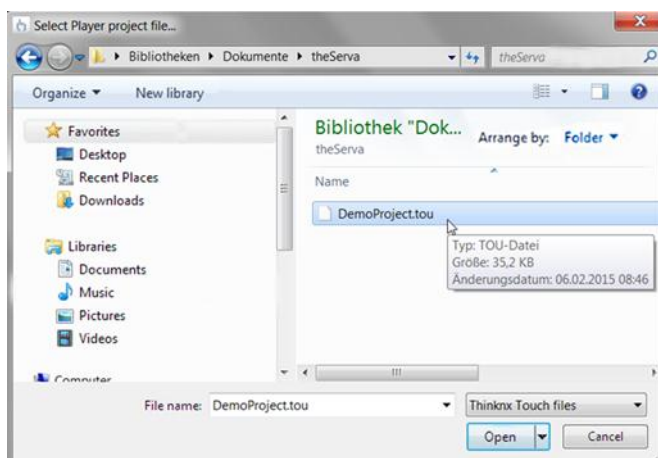 Select Player project file...
Bibliotheken ▸ Dokumente ▸ theServa
theServa
Organize ▾ New library
Favorites
Desktop
Recent Places
Downloads
Libraries
Documents
Music
Pictures
Videos
Computer
Bibliothek "Dok...
theServa
Arrange by: Folder ▾
Name
DemoProject.tou
Typ: TOU-Datei
Größe: 35,2 KB
Änderungsdatum: 06.02.2015 08:46
File name: DemoProject.tou
Thinknx Touch files
Open
Cancel